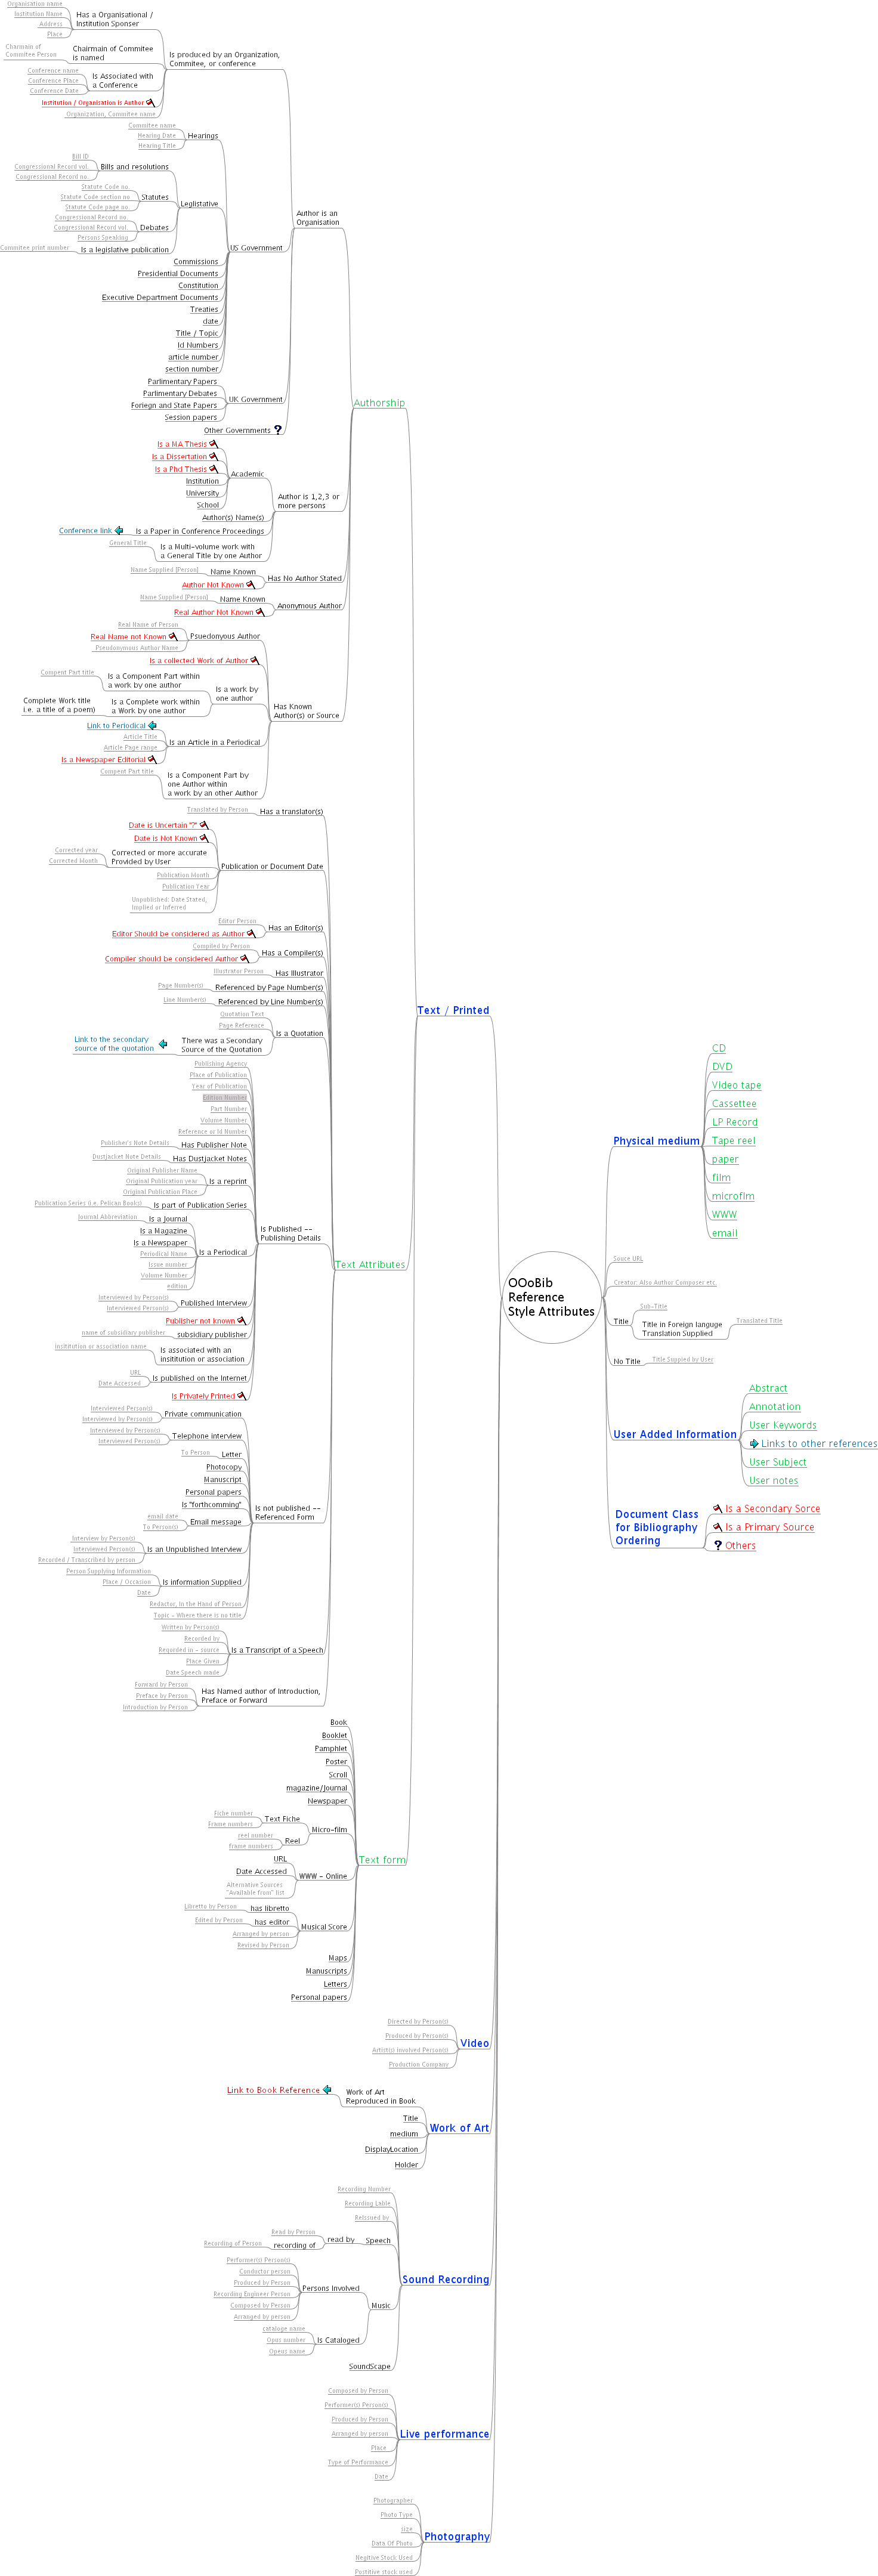 Organization name
Institution Name
Address
Place
Has a Organisational /
Institution Sponser
Chairmain of
Commitee Person
Chairmain of Commitee
is named
Conference name
Conference Place
Conference Date
Is Associated with
a Conference
Institution / Organisation is Author
Organization, Commitee name
Is produced by an Organization,
Commitee, or conference
Commitee name
Hearing Date
Hearing Title
Hearings
Bill ID
Congressional Record vol.
Congressional Record no.
Bills and resolutions
Statute Code no.
Statute Code section no
Statute Code page no.
Statutes
Congressional Record no.
Congressional Record vol.
Persons Speaking
Debates
Commitee print number
Is a legislative publication
Leglistative
Commissions
Presidential Documents
Constitution
Executive Department Documents
Treaties
date
Title / Topic
Id Numbers
article number
section number
US Government
Parlimentary Papers
Parlimentary Debates
Foriegn and State Papers
Session papers
UK Government
Other Governments
Author is an
Organisation
Is a MA Thesis
Is a Dissertation
Is a Phd Thesis
Institution
University
School
Academic
Author(s) Name(s)
Conference link
Is a Paper in Conference Proceedings
General Title
Is a Multi-volume work with
a General Title by one Author
Author is 1,2,3 or
more persons
Name Supplied [Person]
Name Known
Author Not Known
Has No Author Stated
Name Supplied [Person]
Name Known
Real Author Not Known
Anonymous Author
Authorship
Real Name of Person
Real Name not Known
Pseudonymous Author Name
Psuedonyous Author
Is a collected Work of Author
Compent Part title
Is a Component Part within
a work by one author
Complete Work title
i.e. a title of a poem)
Is a Complete work within
a Work by one author
Is a work by
one author
Link to Periodical
Article Title
Article Page range
Is a Newspaper Editorial
Is an Article in a Periodical
Compent Part title
Is a Component Part by
one Author within
a work by an other Author
Has Known
Author(s) or Source
Translated by Person
Has a translator(s)
Date is Uncertain "?"
Date is Not Known
Corrected year
Corrected Month
Corrected or more accurate
Provided by User
Publication Month
Publication Year
Unpublished: Date Stated,
Implied or Inferred
Publication or Document Date
Editor Person
Editor Should be considered as Author
Has an Editor(s)
Compiled by Person
Compiler should be considered Author
Has a Compiler(s)
Illustrator Person
Has Illustrator
Page Number(s)
Referenced by Page Number(s)
Line Number(s)
Referenced by Line Number(s)
Quotation Text
Page Reference
Link to the secondary
source of the quotation
There was a Secondary
Source of the Quotation
Is a Quotation
Publishing Agency
Place of Publication
Year of Publication
Edition Number
Part Number
Volume Number
Reference or Id Number
Publisher's Note Details
Has Publisher Note
Dustjacket Note Details
Has Dustjacket Notes
Original Publisher Name
Original Publication year
Original Publication Place
Is a reprint
Publication Series (i.e. Pelican Book(s)
Is part of Publication Series
Journal Abbreviation
Is a Journal
Is a Magazine
Is a Newspaper
Periodical Name
Issue number
Volume Number
edition
Is a Periodical
Interviewed by Person(s)
Interviewed Person(s)
Published Interview
Publisher not known
name of subsidiary publisher
subsidiary publisher
insititution or association name
Is associated with an
institution or association
URL
Date Accessed
Is published on the Internet
Is Privately Printed
Is Published --
Publishing Details
Text Attributes
Interviewed Person(s)
Interviewed by Person(s)
Private communication
Interviewed by Person(s)
Interviewed Person(s)
Telephone interview
To Person
Letter
Photocopy
Manuscript
Personal papers
Is "forthcomming"
email date
To Person(s)
Email message
Interview by Person(s)
Interviewed Person(s)
Recorded / Transcribed by person
Is an Unpublished Interview
Person Supplying Information
Place / Occasion
Date
Is information Supplied
Redactor, In the Hand of Person
Topic - Where there is no title
Is not published --
Referenced Form
Written by Person(s)
Recorded by
Regorded in - source
Place Given
Date Speech made
Is a Transcript of a Speech
Forward by Person
Preface by Person
Introduction by Person
Has Named author of Introduction,
Preface or Forward
Book
Booklet
Pamphlet
Poster
Scroll
magazine/Journal
Newspaper
Fiche number
Frame numbers
Text Fiche
reel number
frame numbers
Reel
Micro-film
URL
Date Accessed
Alternative Sources
"Available from" list
WWW - Online
Libretto by Person
has libretto
Edited by Person
has editor
Arranged by person
Revised by Person
Musical Score
Maps
Manuscripts
Letters
Personal papers
Text form
Text / Printed
Directed by Person(s)
Produced by Person(s)
Artist(s) involved Person(s)
Production Company
Video
Link to Book Reference
Work of Art
Reproduced in Book
Title
medium
DisplayLocation
Holder
Work of Art
Recording Number
Recording Lable
ReIssued by
Read by Person
read by
Recording of Person
recording of
Speech
Performer(s) Person(s)
Conductor person
Produced by Person
Recording Engineer Person
Composed by Person
Arranged by person
Persons Involved
cataloge name
Opus number
Opeus name
Is Cataloged
Music
SoundScape
Sound Recording
Composed by Person
Performer(s) Person(s)
Produced by Person
Arranged by person
Place
Type of Performance
Date
Live performance
Photographer
Photo Type
size
Data Of Photo
Negitive Stock Used
Postitive stock used
Photography
OOoBib
Reference
Style Attributes
Physical medium
CD
DVD
Video tape
Cassettee
LP Record
Tape reel
paper
film
microflm
WWW
email
Souce URL
Creator: Also Author Composer etc.
Title
Sub-Title
Title in Foreign languge
Translation Supplied
Translated Title
No Title
Title Suppied by User
User Added Information
Abstract
Annotation
User Keywords
Links to other references
User Subject
User notes
Document Class
for Bibliography
Ordering
Is a Secondary Sorce
Is a Primary Source
Others